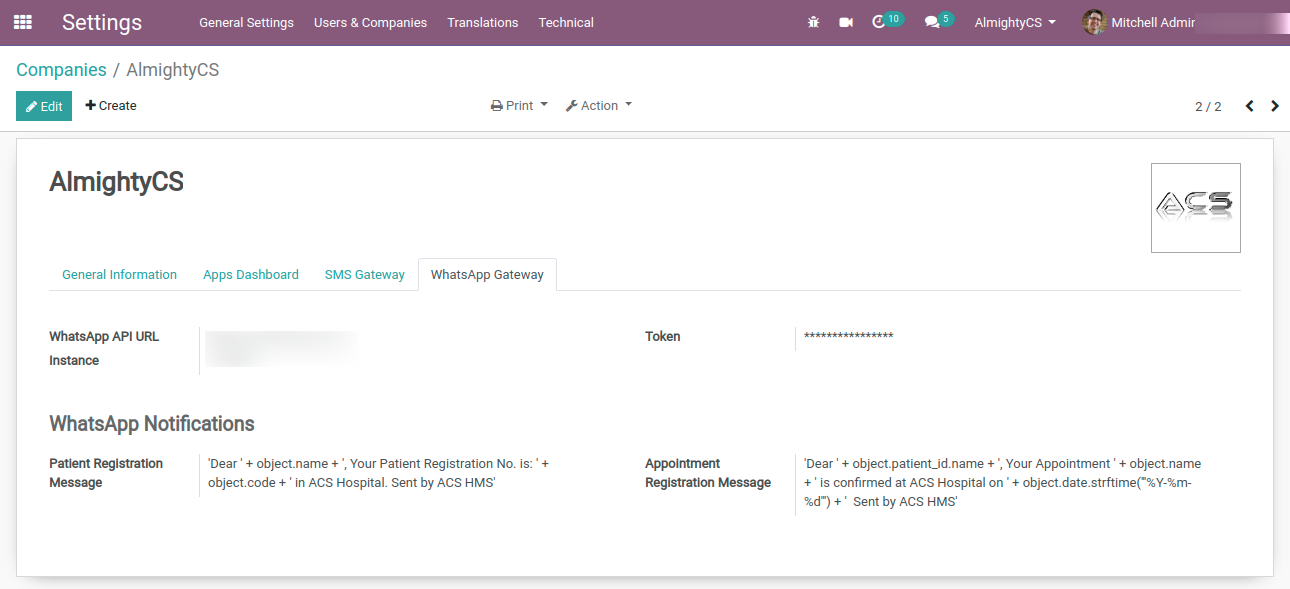 Settings General Settings Users & Companies Translations Technical 10 5 AlmightyCS Mitchell Admin
Companies / AlmightyCS
Edit Create Print Action 2 / 2
AlmightyCS
ACS
General Information Apps Dashboard SMS Gateway WhatsApp Gateway
WhatsApp API URL Token ****************
Instance
WhatsApp Notifications
Patient Registration Message
'Dear ' + object.name + ', Your Patient Registration No. is: ' +
object.code + ' in ACS Hospital. Sent by ACS HMS'
Appointment
Registration Message
'Dear ' + object.patient_id.name + ', Your Appointment ' + object.name
+ ' is confirmed at ACS Hospital on ' + object.date.strftime('"%Y-%m-
%d"') + '  Sent by ACS HMS'